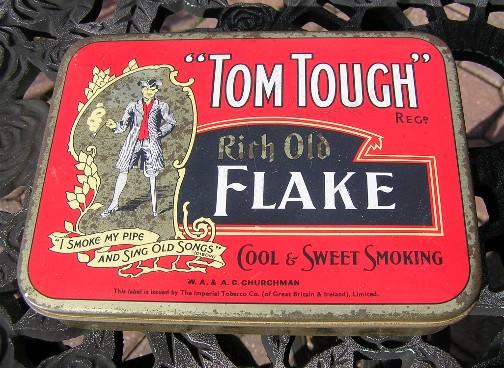 "TOM TOUGH"
REGD
Rich Old
FLAKE
"I SMOKE MY PIPE
AND SING OLD SONGS"
COOL & SWEET SMOKING
W. A. & A. C. CHURCHMAN
This label is issued by The Imperial Tobacco Co. (of Great Britain & Ireland), Limited.